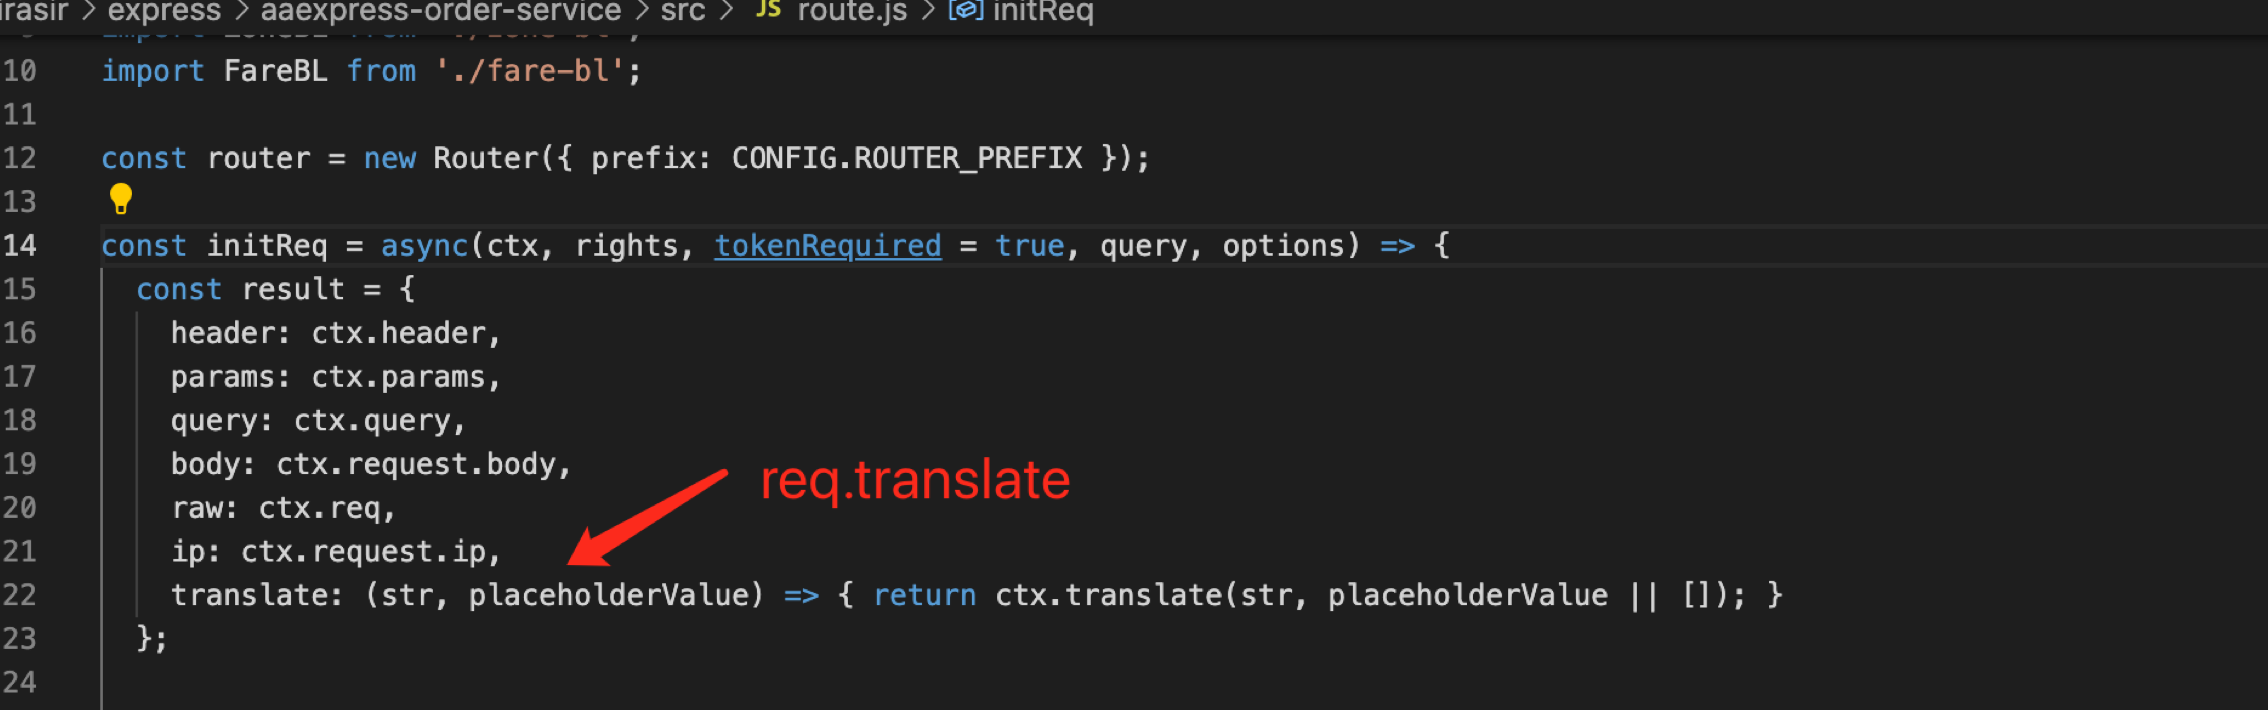 irasir > express > aaexpress-order-service > src > JS route.js > initReq
10 import FareBL from './fare-bl';
11
12 const router = new Router({ prefix: CONFIG.ROUTER_PREFIX });
13
14 const initReq = async(ctx, rights, tokenRequired = true, query, options) => {
15 const result = {
16 header: ctx.header,
17 params: ctx.params,
18 query: ctx.query,
19 body: ctx.request.body,
req.translate
20 raw: ctx.req,
21 ip: ctx.request.ip,
22 translate: (str, placeholderValue) => { return ctx.translate(str, placeholderValue || []); }
23 };
24